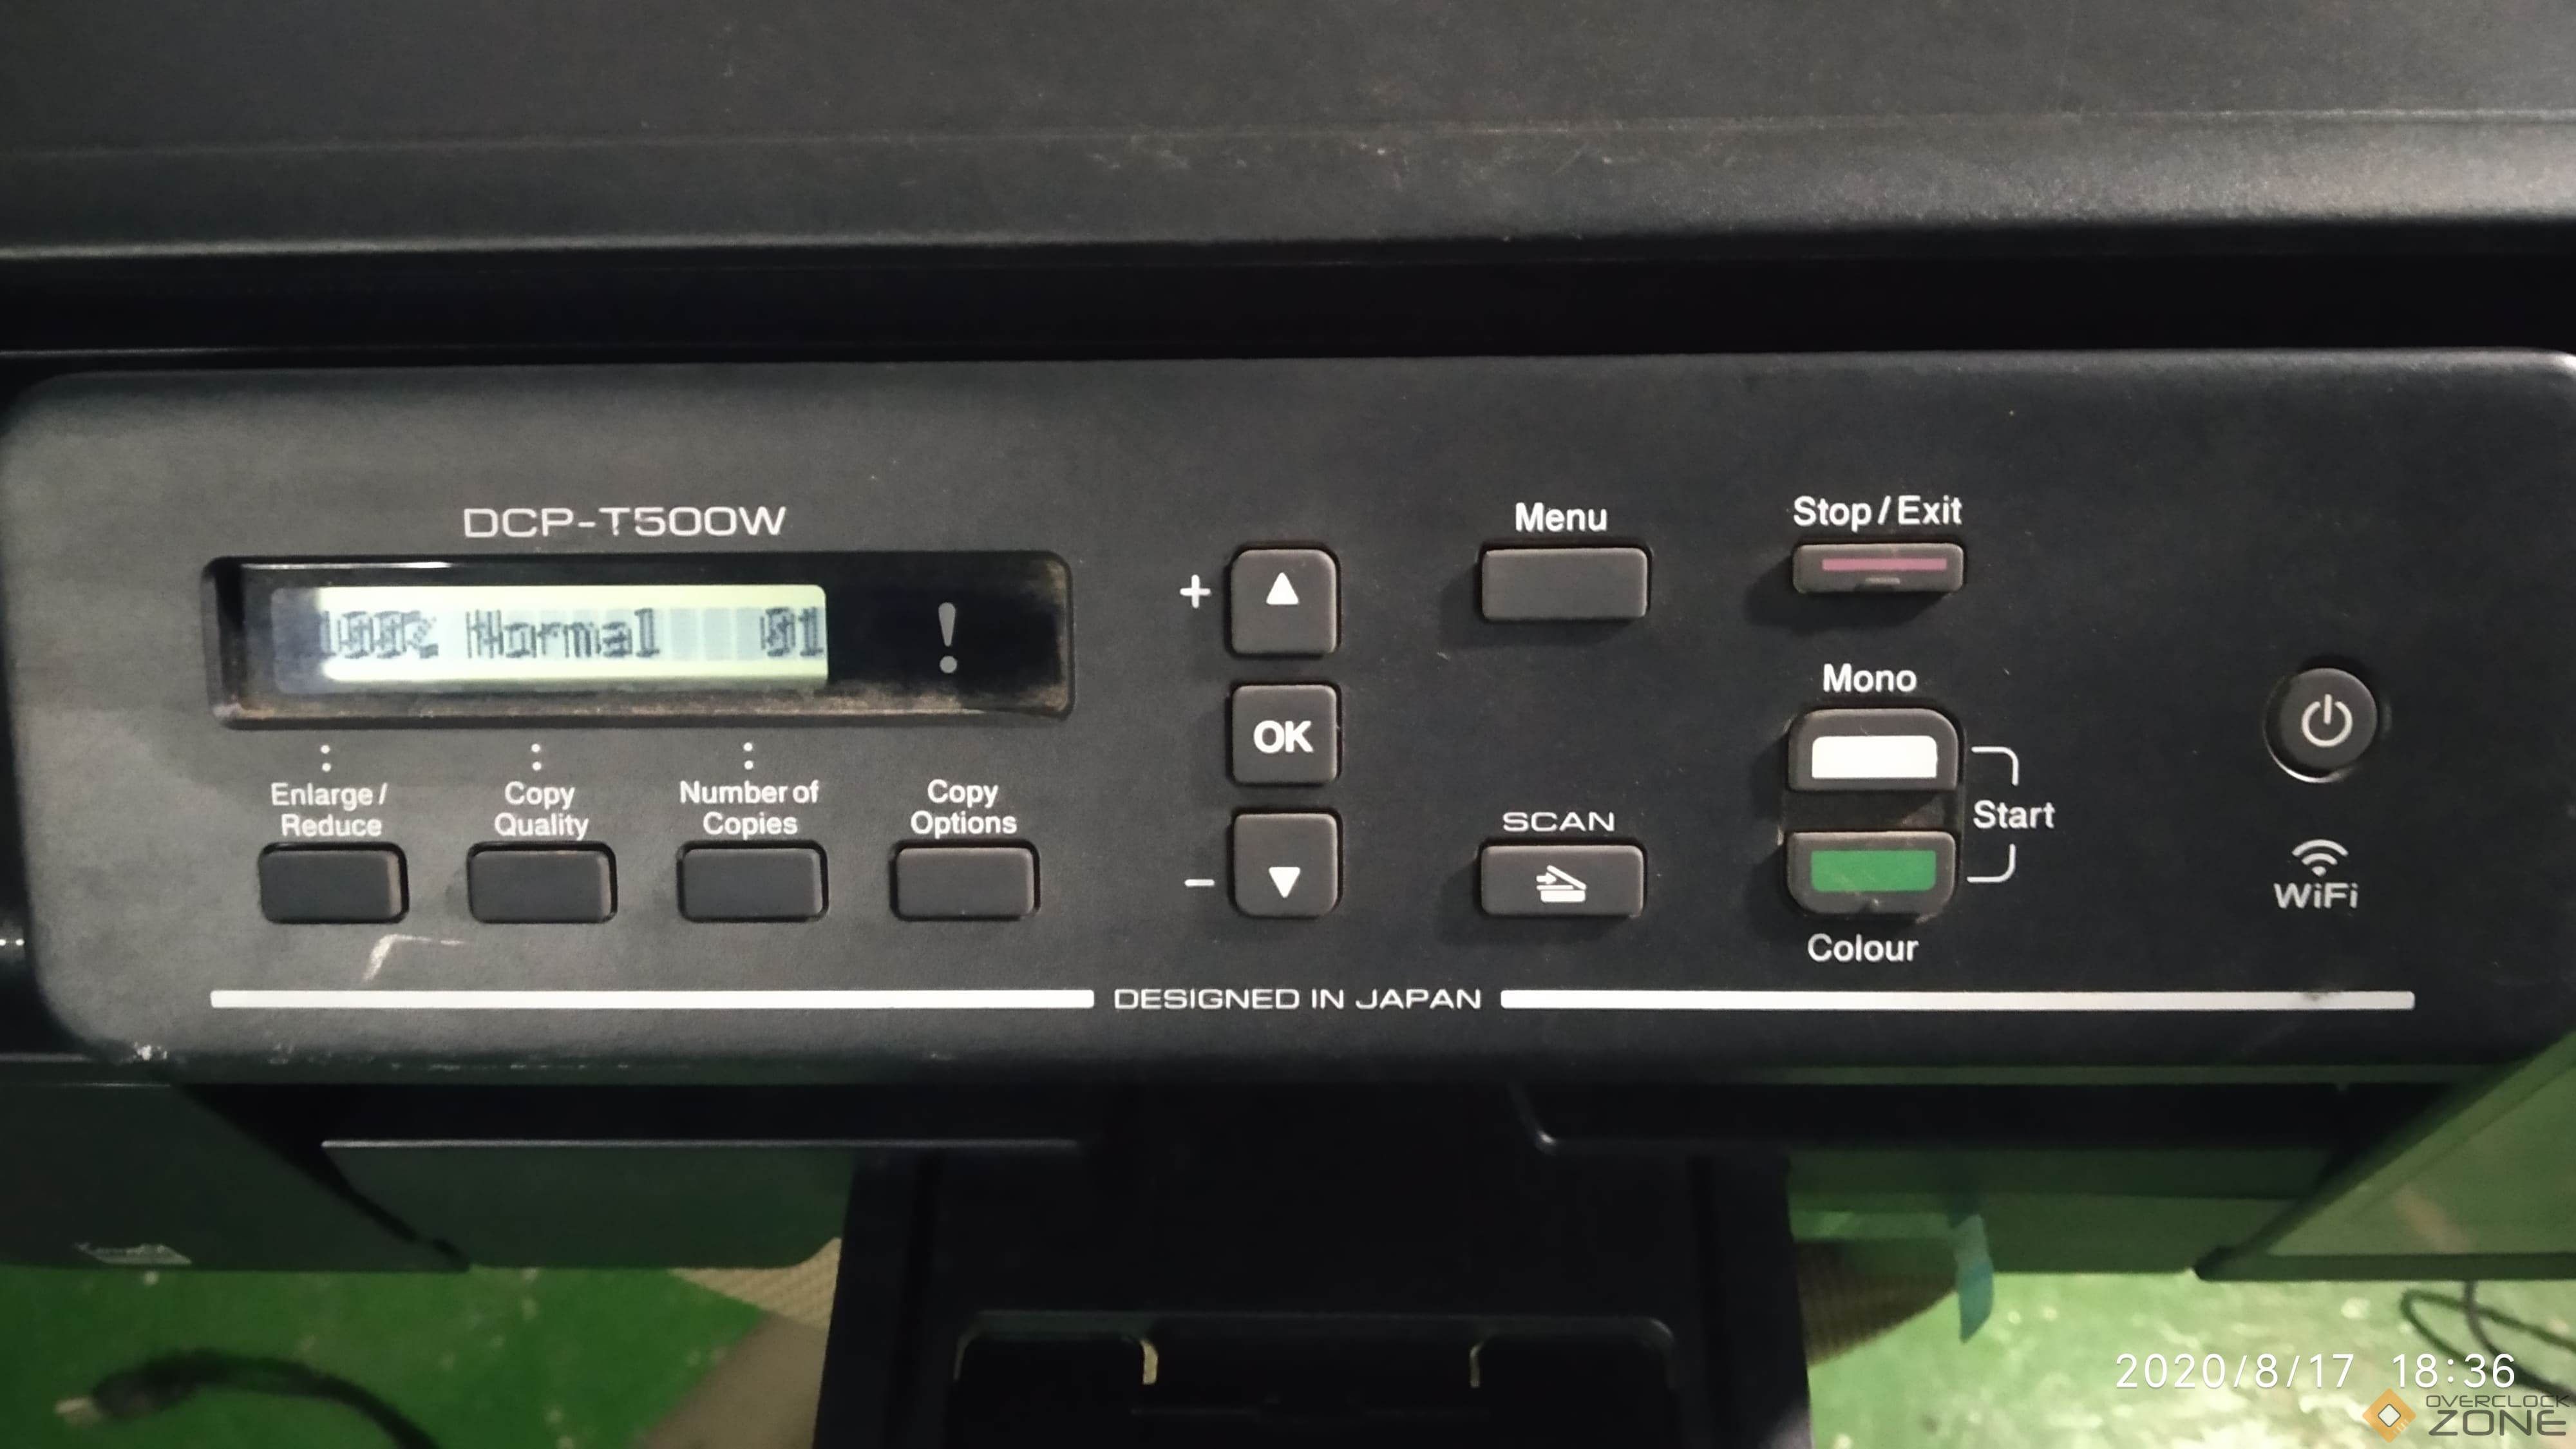 DCP-T500W
100% Normal 01
!
Enlarge /
Reduce
Copy
Quality
Number of
Copies
Copy
Options
+
OK
−
Menu
SCAN
Stop / Exit
Mono
Start
Colour
WiFi
DESIGNED IN JAPAN
2020/8/17 18:36
OVERCLOCK
ZONE